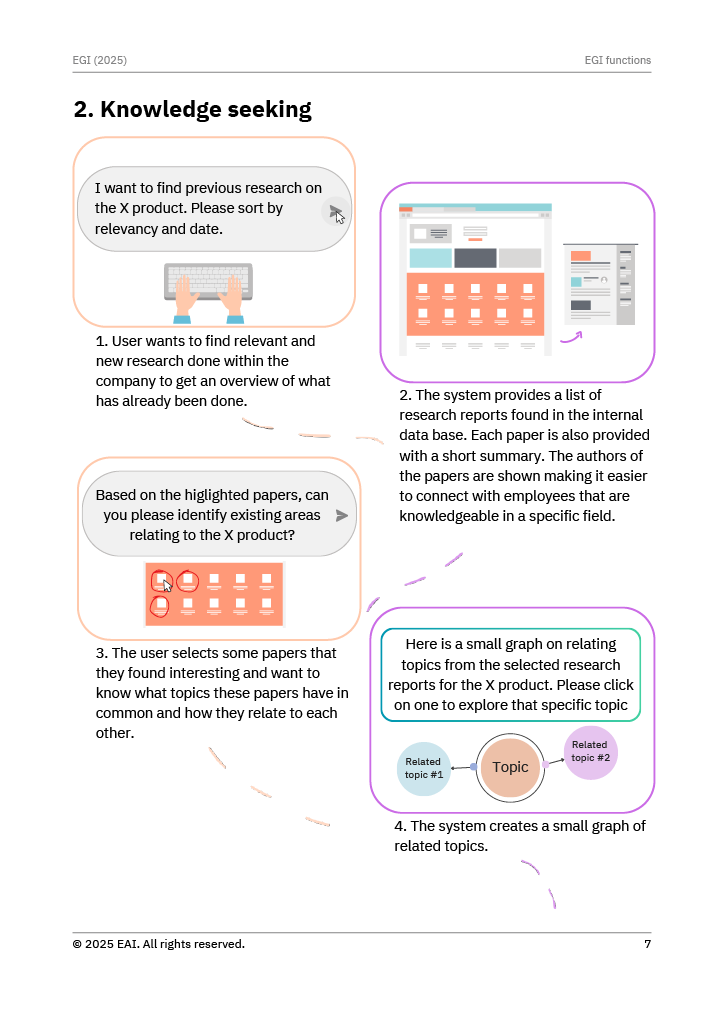 EGI (2025)
EGI functions
2. Knowledge seeking
I want to find previous research on
the X product. Please sort by
relevancy and date.
1. User wants to find relevant and
new research done within the
company to get an overview of what
has already been done.
2. The system provides a list of
research reports found in the internal
data base. Each paper is also provided
with a short summary. The authors of
the papers are shown making it easier
to connect with employees that are
knowledgeable in a specific field.
Based on the higlighted papers, can
you please identify existing areas
relating to the X product?
3. The user selects some papers that
they found interesting and want to
know what topics these papers have in
common and how they relate to each
other.
Here is a small graph on relating
topics from the selected research
reports for the X product. Please click
on one to explore that specific topic
Related
topic #1
Topic
Related
topic #2
4. The system creates a small graph of
related topics.
© 2025 EAI. All rights reserved.
7